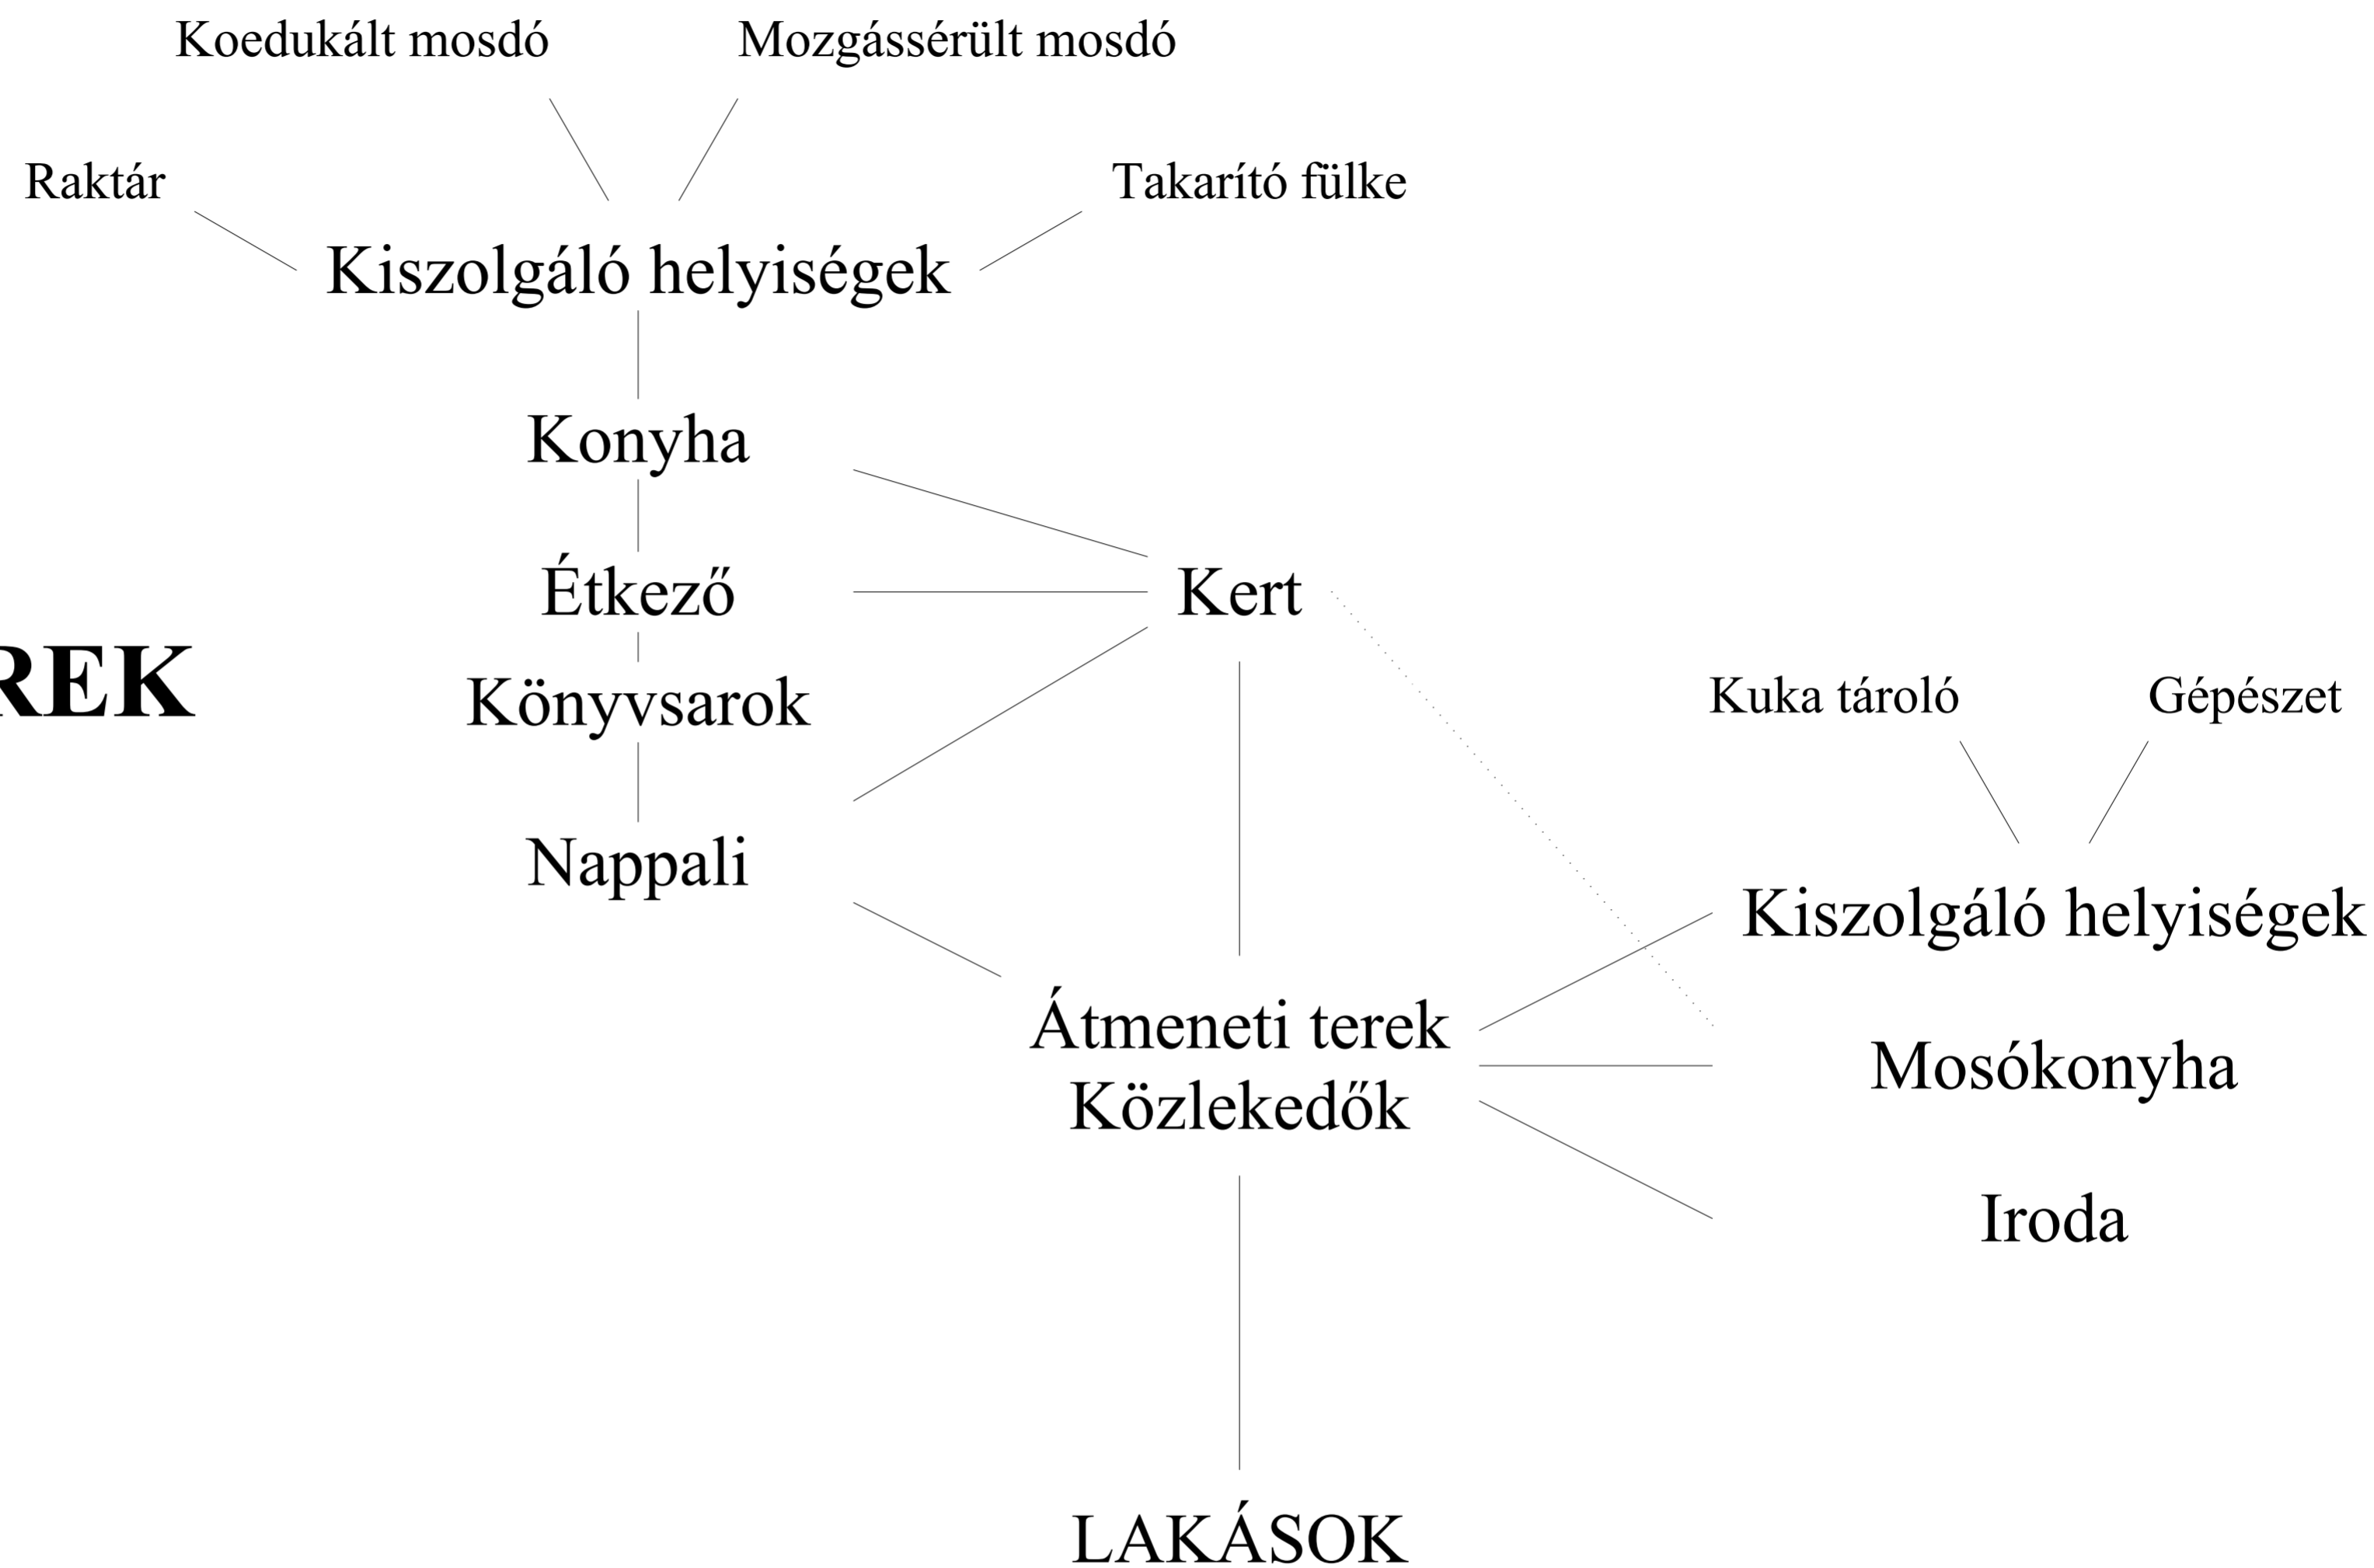 Koedukált mosdó
Mozgássérült mosdó
Raktár
Takarító fülke
Kiszolgáló helyiségek
Konyha
Étkező
Kert
REK
Könyvsarok
Kuka tároló
Gépészet
Nappali
Kiszolgáló helyiségek
Átmeneti terek
Közlekedők
Mosókonyha
Iroda
LAKÁSOK